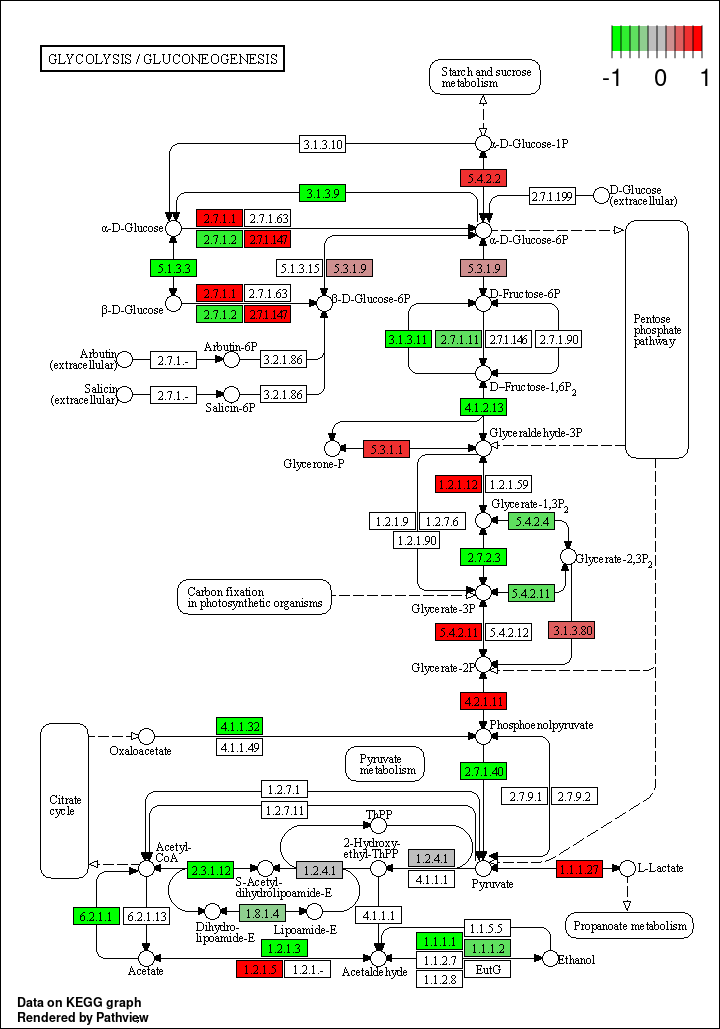 GLYCOLYSIS / GLUCONEOGENESIS
-1 0 1
Starch and sucrose
metabolism
3.1.3.10
α-D-Glucose-1P
5.4.2.2
3.1.3.9
2.7.1.199
D-Glucose
(extracellular)
2.7.1.1
2.7.1.63
α-D-Glucose
2.7.1.2
2.7.1.147
α-D-Glucose-6P
5.1.3.3
5.1.3.15
5.3.1.9
5.3.1.9
2.7.1.1
2.7.1.63
β-D-Glucose
2.7.1.2
2.7.1.147
β-D-Glucose-6P
D-Fructose-6P
Pentose
phosphate
pathway
3.1.3.11
2.7.1.11
2.7.1.146
2.7.1.90
Arbutin
(extracellular)
2.7.1.-
Arbutin-6P
3.2.1.86
Salicin
(extracellular)
2.7.1.-
Salicin-6P
3.2.1.86
D-Fructose-1,6P2
4.1.2.13
Glyceraldehyde-3P
Glycerone-P
5.3.1.1
1.2.1.12
1.2.1.59
Glycerate-1,3P2
1.2.1.9
1.2.7.6
1.2.1.90
5.4.2.4
2.7.2.3
Glycerate-2,3P2
Carbon fixation
in photosynthetic organisms
5.4.2.11
Glycerate-3P
5.4.2.11
5.4.2.12
3.1.3.80
Glycerate-2P
4.2.1.11
4.1.1.32
Phosphoenolpyruvate
Oxaloacetate
4.1.1.49
Pyruvate
metabolism
2.7.1.40
Citrate
cycle
1.2.7.1
1.2.7.11
2.7.9.1
2.7.9.2
ThPP
Acetyl-
CoA
2-Hydroxy-
ethyl-ThPP
2.3.1.12
1.2.4.1
1.2.4.1
4.1.1.1
S-Acetyl-
dihydrolipoamide-E
Pyruvate
1.1.1.27
L-Lactate
6.2.1.1
6.2.1.13
1.8.1.4
Dihydro-
lipoamide-E
Lipoamide-E
4.1.1.1
Propanoate metabolism
1.2.1.3
1.2.1.5
1.2.1.-
Acetate
Acetaldehyde
1.1.1.1
1.1.5.5
1.1.1.2
1.1.2.7
EutG
1.1.2.8
Ethanol
Data on KEGG graph
Rendered by Pathview